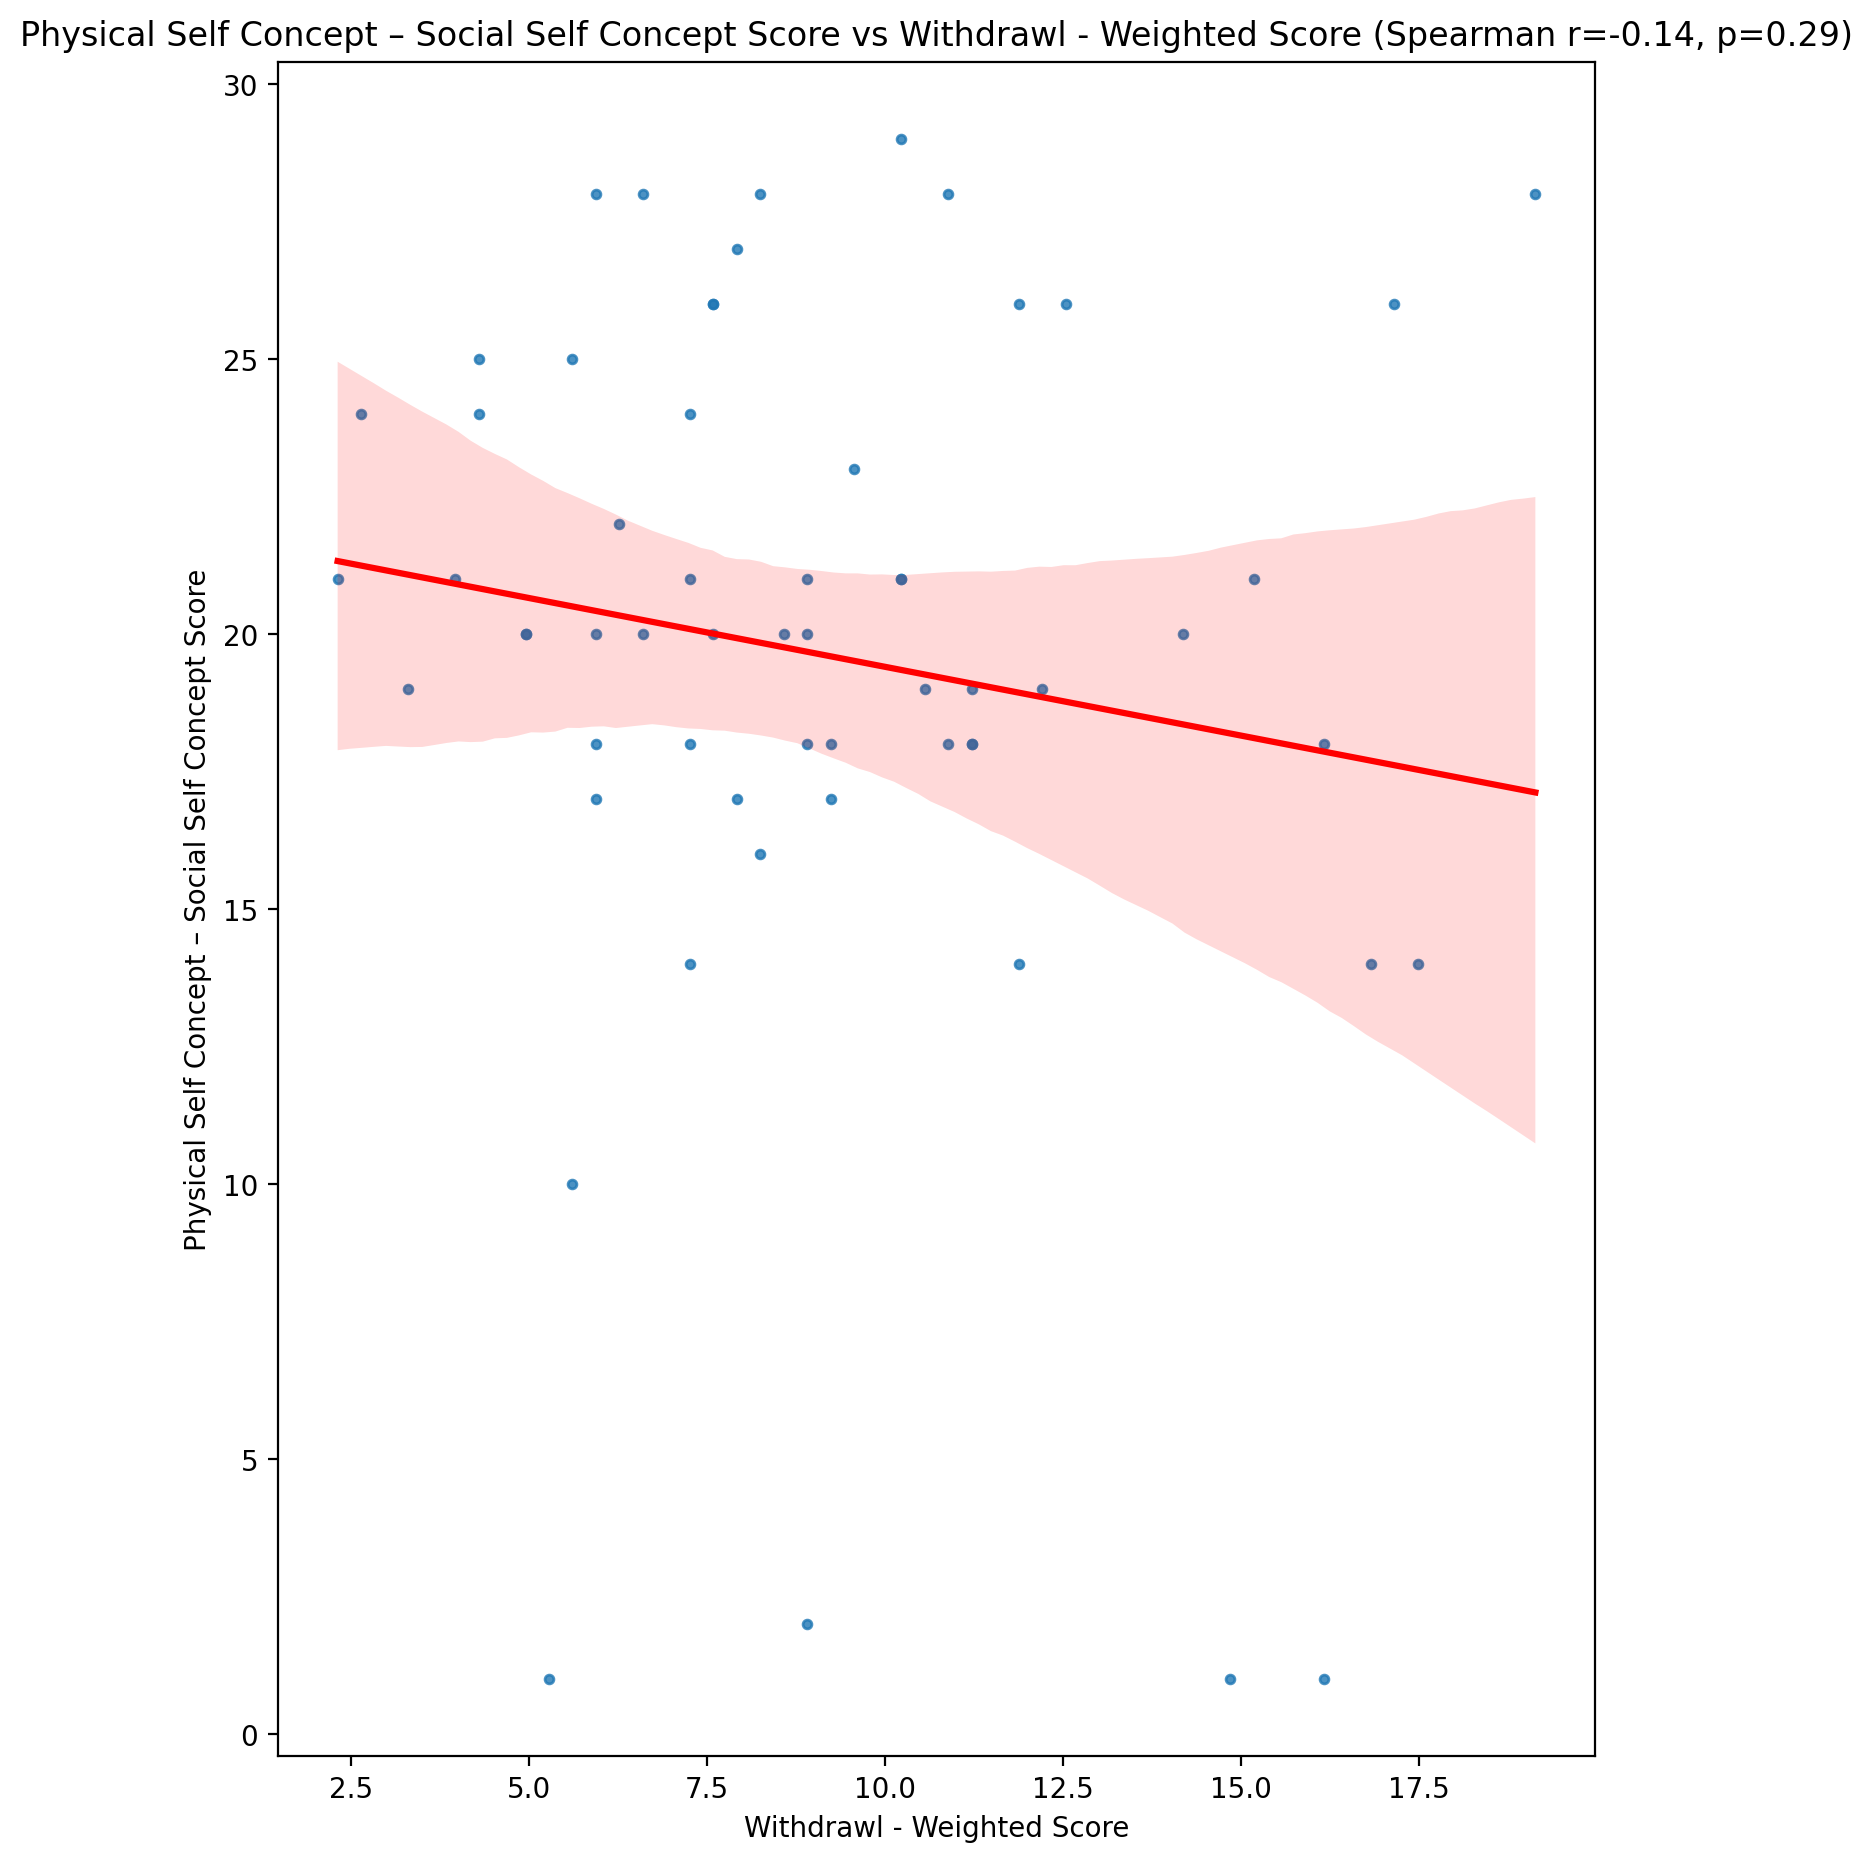 Physical Self Concept – Social Self Concept Score vs Withdrawl - Weighted Score (Spearman r=-0.14, p=0.29)
Physical Self Concept – Social Self Concept Score
30
25
20
15
10
5
0
2.5 5.0 7.5 10.0 12.5 15.0 17.5
Withdrawl - Weighted Score